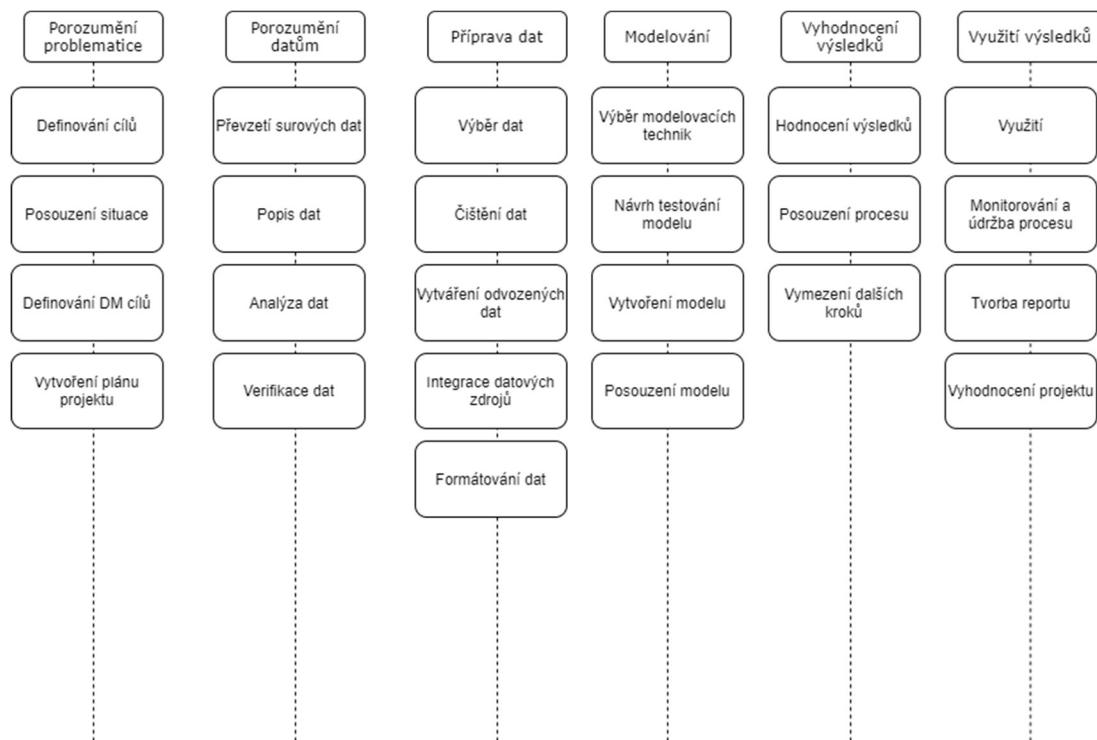 Porozumění
problematice
Porozumění
datům
Příprava dat
Modelování
Vyhodnocení
výsledků
Využití výsledků
Definování cílů
Převzetí surových dat
Výběr dat
Výběr modelovacích
technik
Hodnocení výsledků
Využití
Posouzení situace
Popis dat
Čištění dat
Návrh testování
modelu
Posouzení procesu
Monitorování a
údržba procesu
Definování DM cílů
Analýza dat
Vytváření odvozených
dat
Vytvoření modelu
Vymezení dalších
kroků
Tvorba reportu
Vytvoření plánu
projektu
Verifikace dat
Integrace datových
zdrojů
Posouzení modelu
Vyhodnocení projektu
Formátování dat